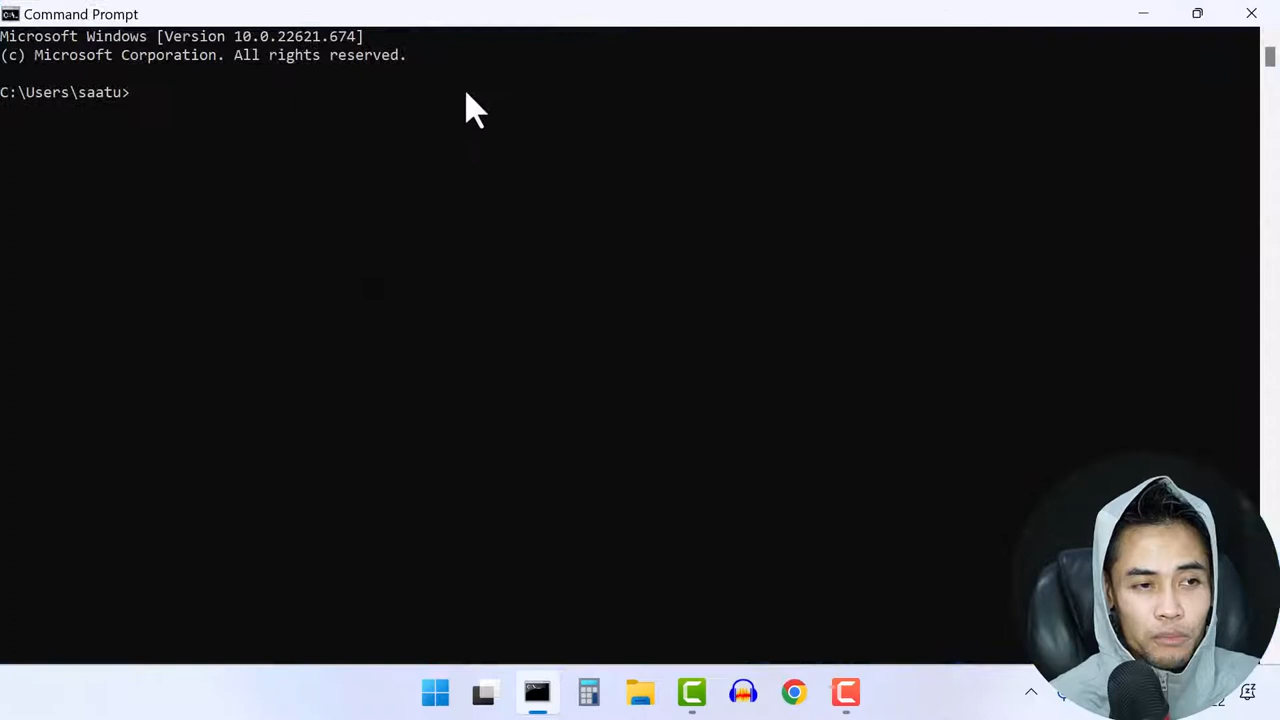 Command Prompt
Microsoft Windows [Version 10.0.22621.674]
(c) Microsoft Corporation. All rights reserved.
C:\Users\saatu>